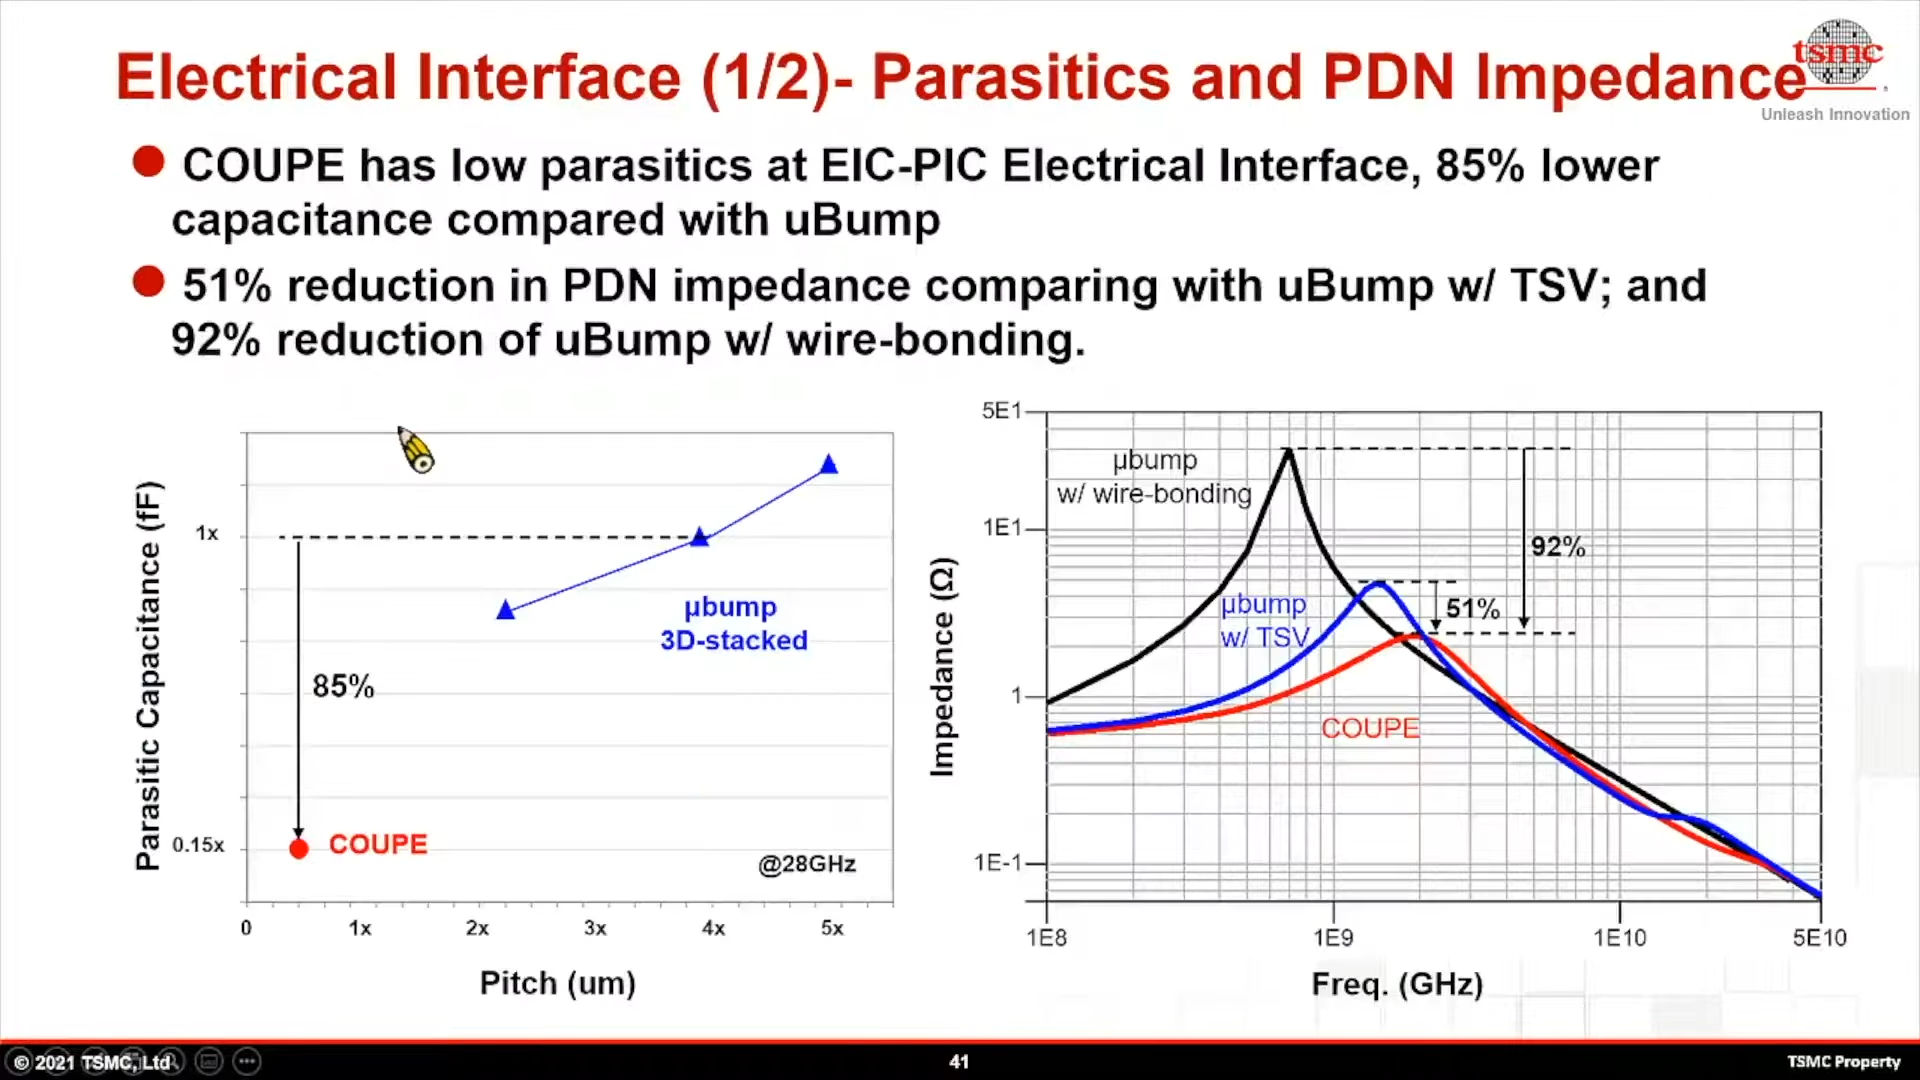 Electrical Interface (1/2)- Parasitics and PDN Impedance
tsmc
Unleash Innovation
COUPE has low parasitics at EIC-PIC Electrical Interface, 85% lower
capacitance compared with uBump
51% reduction in PDN impedance comparing with uBump w/ TSV; and
92% reduction of uBump w/ wire-bonding.
Parasitic Capacitance (fF)
1x
0.15x
85%
COUPE
µbump
3D-stacked
@28GHz
0
1x
2x
3x
4x
5x
Pitch (um)
Impedance (Ω)
5E1
1E1
1
1E-1
µbump
w/ wire-bonding
92%
µbump
w/ TSV
51%
COUPE
1E8
1E9
1E10
5E10
Freq. (GHz)
© 2021 TSMC, Ltd
41
TSMC Property